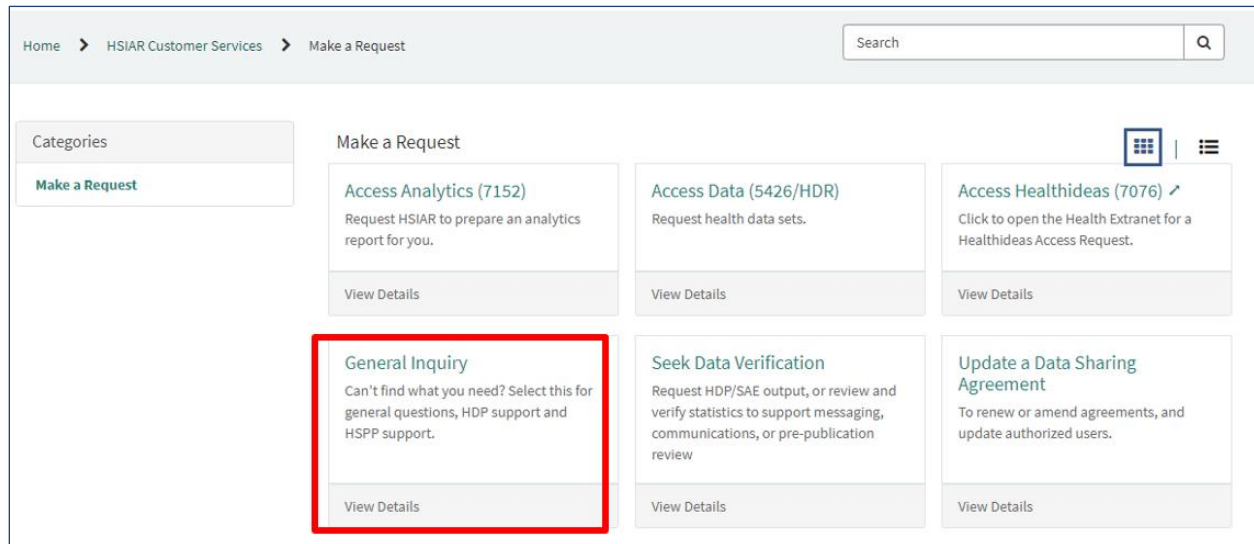 Home > HSIAR Customer Services > Make a Request
Search
Categories
Make a Request
Make a Request
Access Analytics (7152)
Request HSIAR to prepare an analytics
report for you.
View Details
Access Data (5426/HDR)
Request health data sets.
View Details
Access Healthideas (7076)
Click to open the Health Extranet for a
Healthideas Access Request.
View Details
General Inquiry
Can't find what you need? Select this for
general questions, HDP support and
HSPP support.
View Details
Seek Data Verification
Request HDP/SAE output, or review and
verify statistics to support messaging,
communications, or pre-publication
review
View Details
Update a Data Sharing
Agreement
To renew or amend agreements, and
update authorized users.
View Details